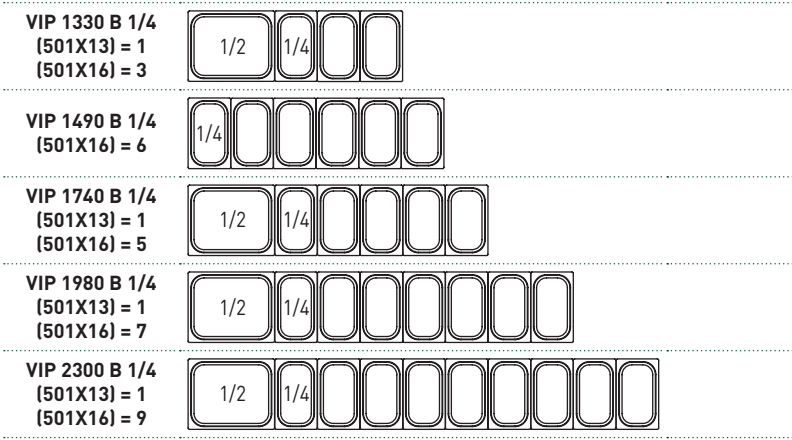 VIP 1330 B 1/4
(501X13) = 1
(501X16) = 3
1/2 1/4
VIP 1490 B 1/4
(501X16) = 6
1/4
VIP 1740 B 1/4
(501X13) = 1
(501X16) = 5
1/2 1/4
VIP 1980 B 1/4
(501X13) = 1
(501X16) = 7
1/2 1/4
VIP 2300 B 1/4
(501X13) = 1
(501X16) = 9
1/2 1/4